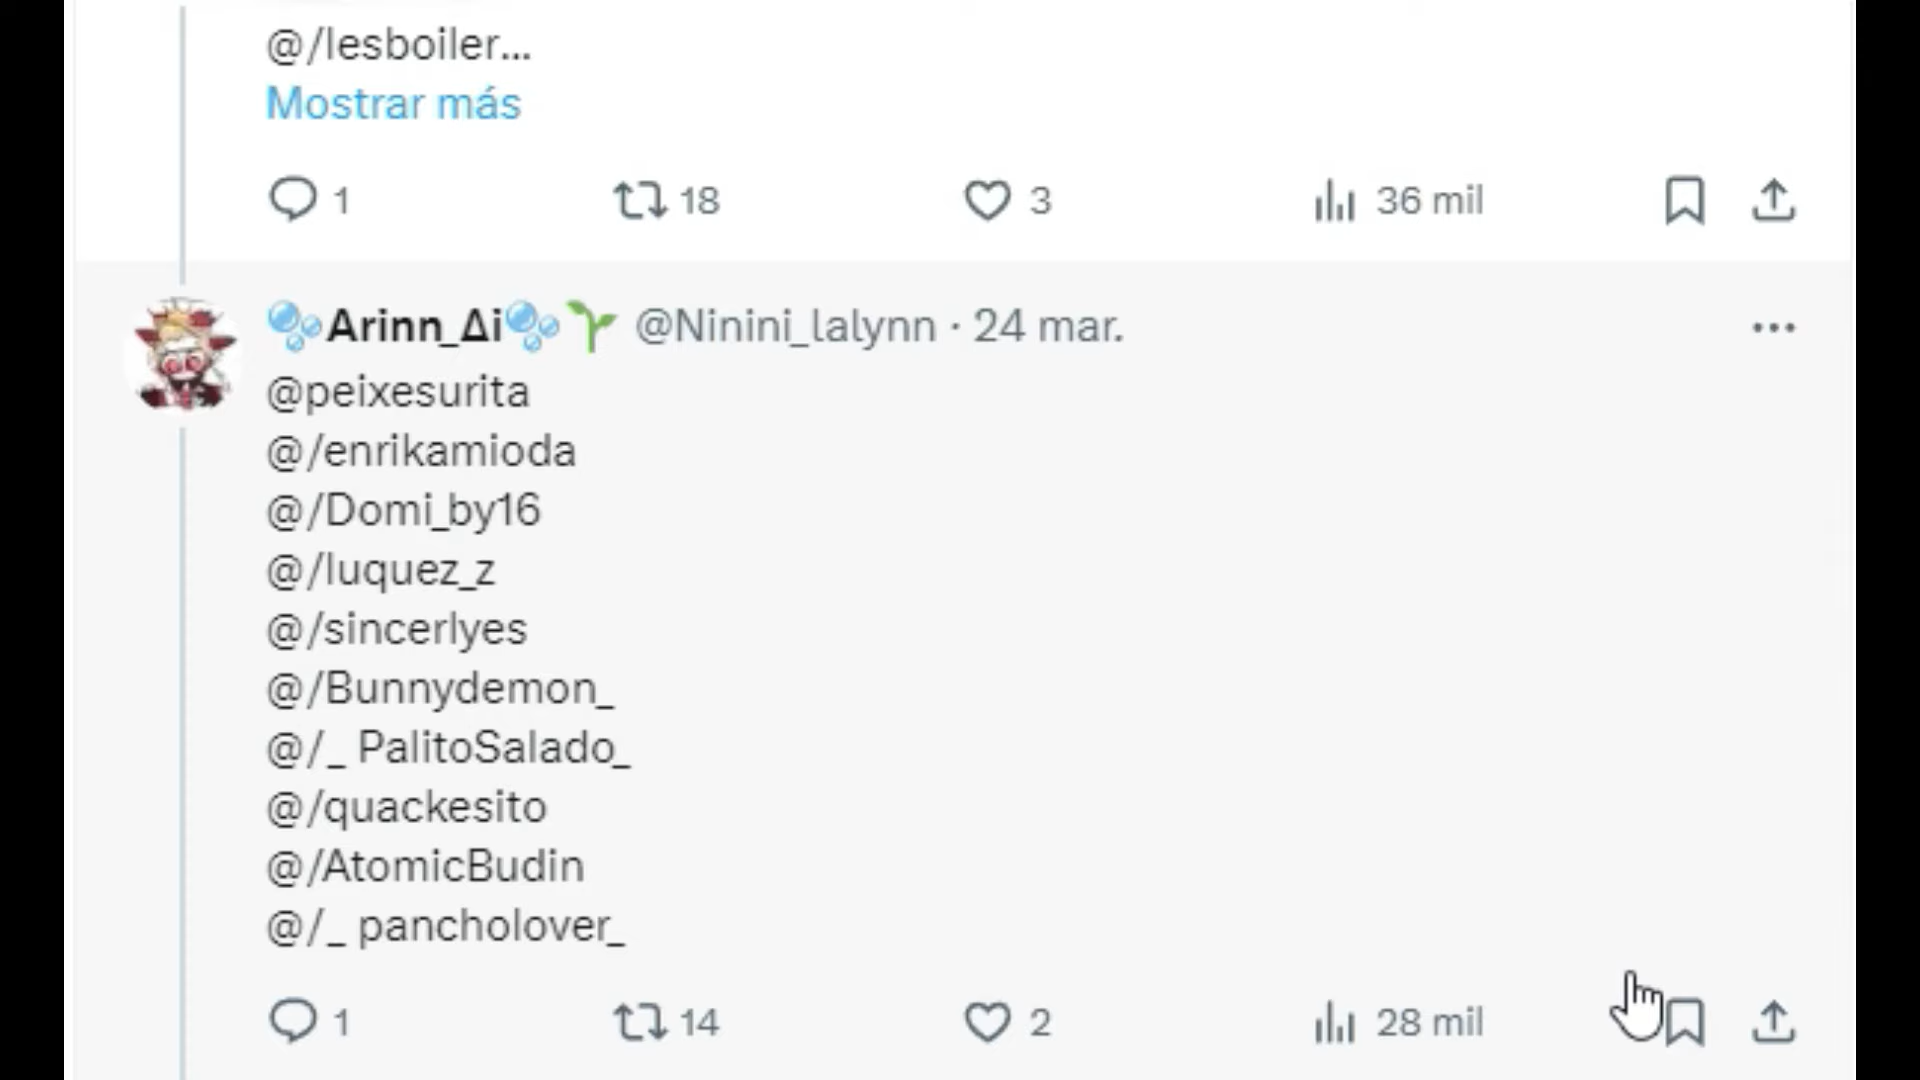 @/lesboiler...
Mostrar más
1 18 3 36 mil
Arinn_Δi @Ninini_lalynn · 24 mar.
@peixesurita
@/enrikamioda
@/Domi_by16
@/luquez_z
@/sincerlyes
@/Bunnydemon_
@/_ PalitoSalado_
@/quackesito
@/AtomicBudin
@/_ pancholover_
1 14 2 28 mil